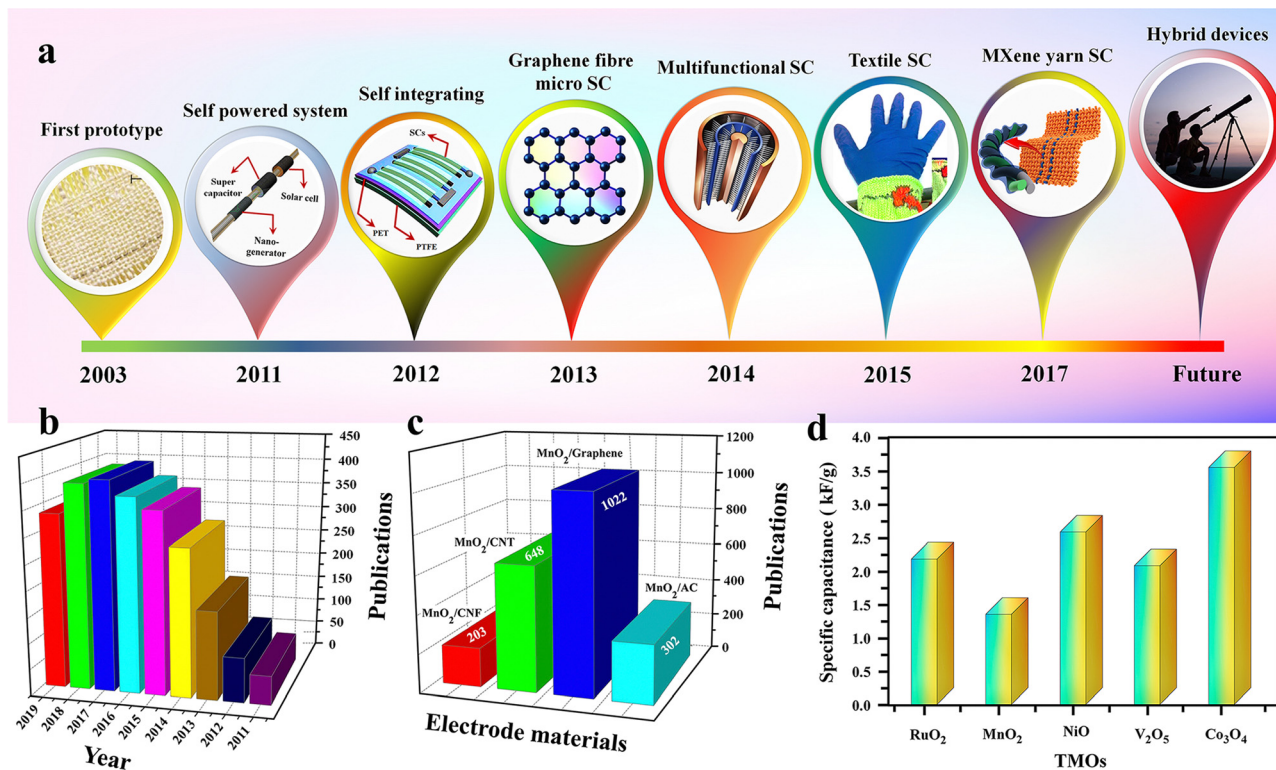 a
First prototype
Self powered system
Self integrating
Graphene fibre
micro SC
Multifunctional SC
Textile SC
MXene yarn SC
Hybrid devices
Super
capacitor
Solar cell
Nano-
generator
SCs
PET
PTFE
2003
2011
2012
2013
2014
2015
2017
Future
b
450
400
350
300
250
200
150
100
50
0
Publications
2019
2018
2017
2016
2015
2014
2013
2012
2011
Year
c
1200
1000
800
600
400
200
0
Publications
MnO₂/CNF
203
MnO₂/CNT
648
MnO₂/Graphene
1022
MnO₂/AC
302
Electrode materials
d
4.0
3.5
3.0
2.5
2.0
1.5
1.0
0.5
0.0
Specific capacitance ( kF/g)
RuO₂
MnO₂
NiO
V₂O₅
Co₃O₄
TMOs